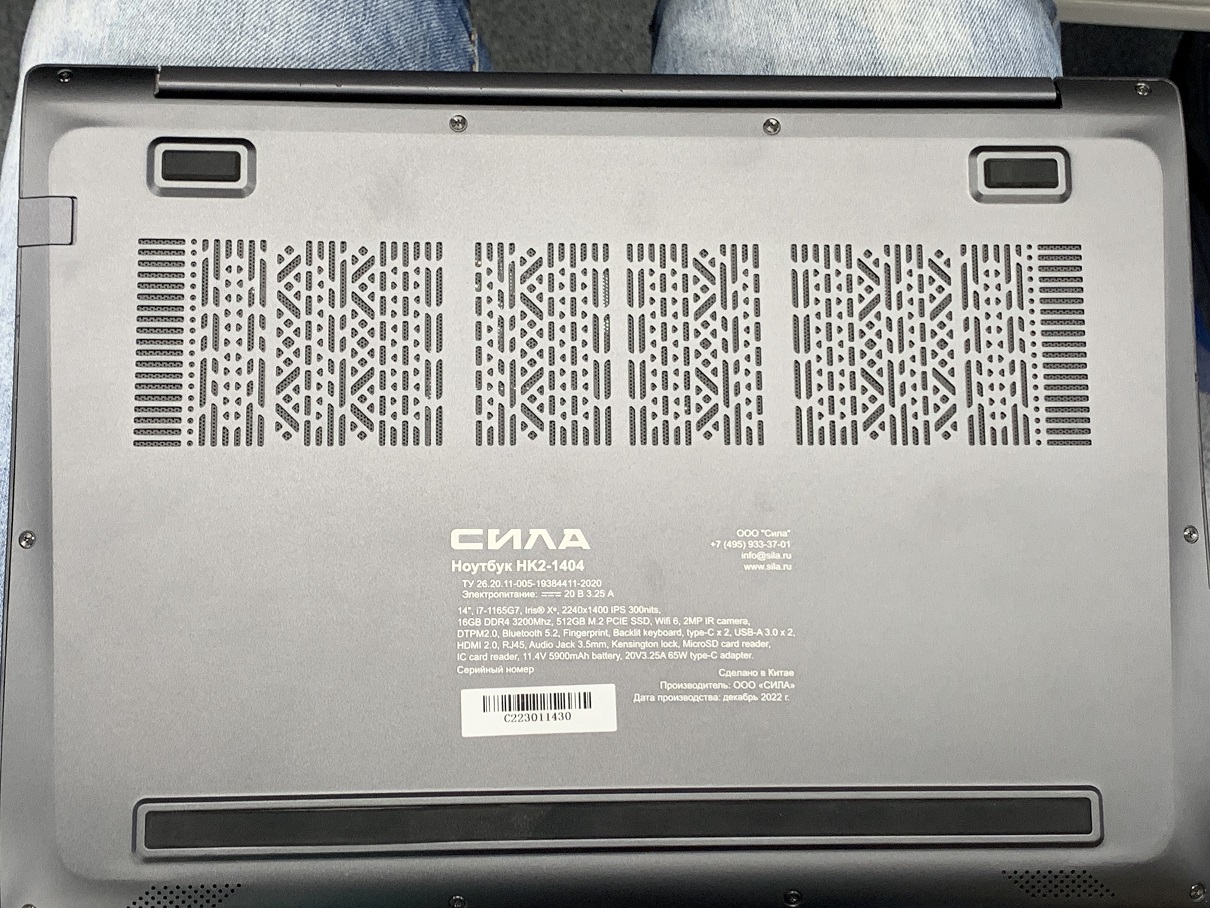 СИЛА
Ноутбук НК2-1404
ТУ 26.20.11-005-19384411-2020
Электропитание: ⎓ 20 В 3.25 А
14", i7-1165G7, Iris® Xᵉ, 2240x1400 IPS 300nits,
16GB DDR4 3200Mhz, 512GB M.2 PCIE SSD, Wifi 6, 2MP IR camera,
DTPM2.0, Bluetooth 5.2, Fingerprint, Backlit keyboard, type-C x 2, USB-A 3.0 x 2,
HDMI 2.0, RJ45, Audio Jack 3.5mm, Kensington lock, MicroSD card reader,
IC card reader, 11.4V 5900mAh battery, 20V3.25A 65W type-C adapter.
Серийный номер
C223011430
ООО "Сила"
+7 (495) 933-37-01
info@sila.ru
www.sila.ru
Сделано в Китае
Производитель: ООО «СИЛА»
Дата производства: декабрь 2022 г.